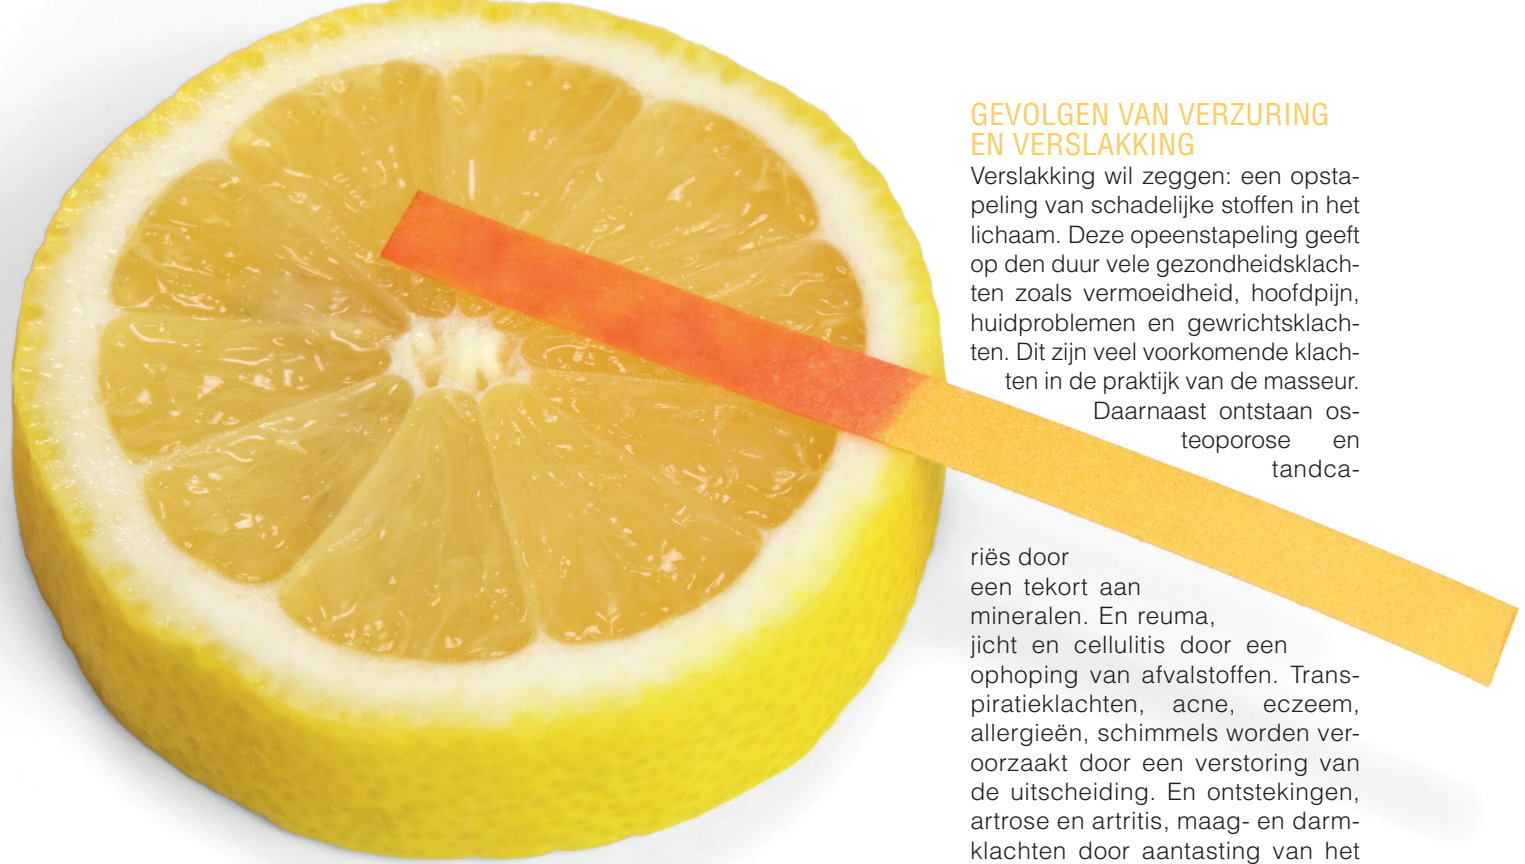 GEVOLGEN VAN VERZURING
EN VERSLAKKING
Verslakking wil zeggen: een opsta-
peling van schadelijke stoffen in het
lichaam. Deze opeenstapeling geeft
op den duur vele gezondheidsklach-
ten zoals vermoeidheid, hoofdpijn,
huidproblemen en gewrichtsklach-
ten. Dit zijn veel voorkomende klach-
ten in de praktijk van de masseur.
Daarnaast ontstaan os-
teoporose en
tandca-
riës door
een tekort aan
mineralen. En reuma,
jicht en cellulitis door een
ophoping van afvalstoffen. Trans-
piratieklachten, acne, eczeem,
allergieën, schimmels worden ver-
oorzaakt door een verstoring van
de uitscheiding. En ontstekingen,
artrose en artritis, maag- en darm-
klachten door aantasting van het